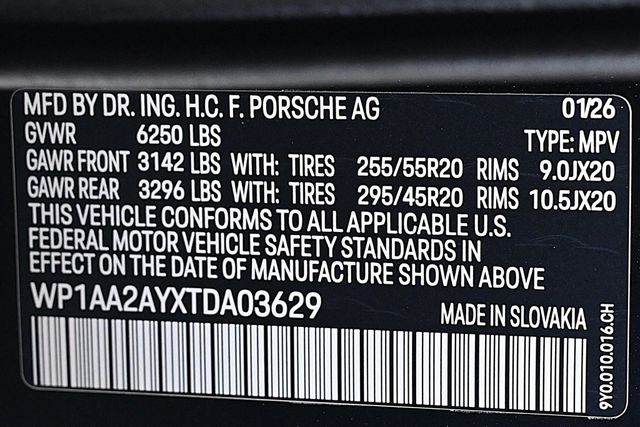 MFD BY DR. ING. H.C. F. PORSCHE AG 01/26
GVWR 6250 LBS TYPE: MPV
GAWR FRONT 3142 LBS WITH: TIRES 255/55R20 RIMS 9.0JX20
GAWR REAR 3296 LBS WITH: TIRES 295/45R20 RIMS 10.5JX20
THIS VEHICLE CONFORMS TO ALL APPLICABLE U.S.
FEDERAL MOTOR VEHICLE SAFETY STANDARDS IN
EFFECT ON THE DATE OF MANUFACTURE SHOWN ABOVE
WP1AA2AYXTDA03629 MADE IN SLOVAKIA
9Y0.010.016.CH